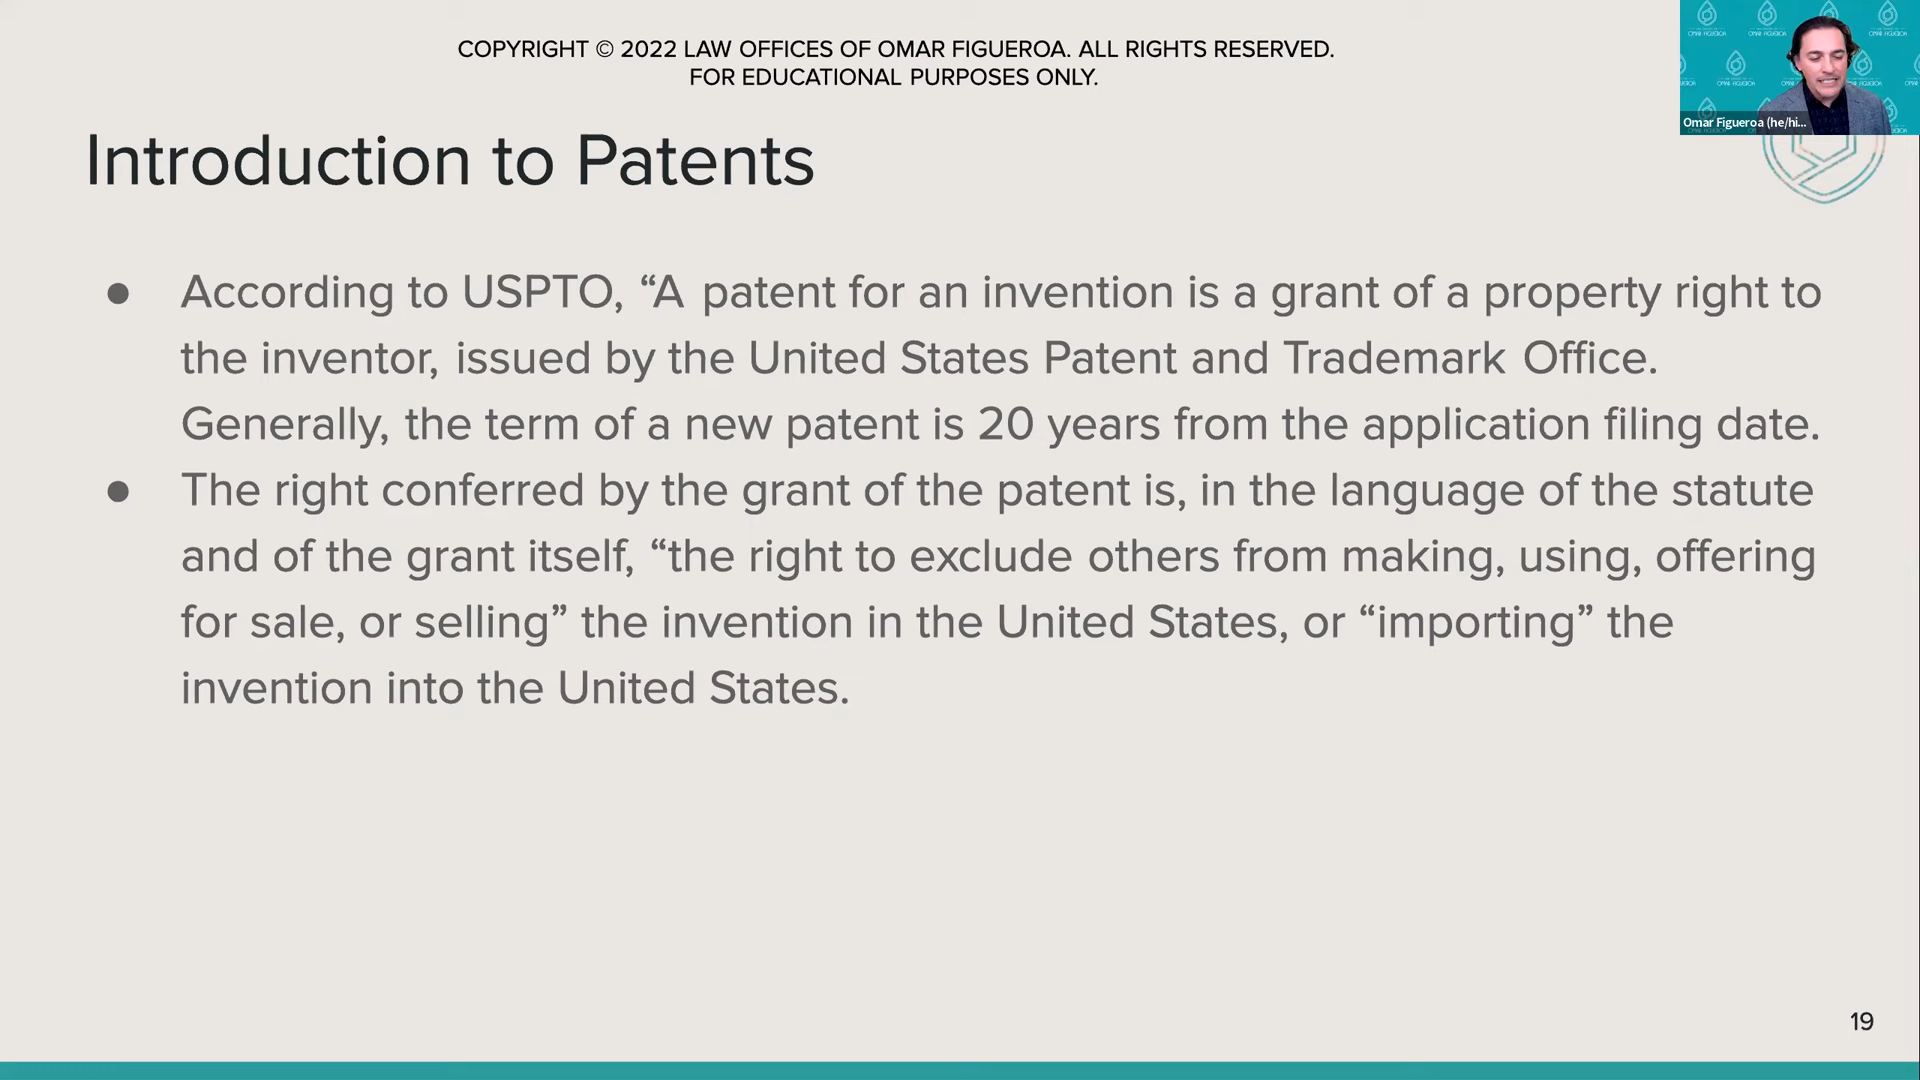 COPYRIGHT © 2022 LAW OFFICES OF OMAR FIGUEROA. ALL RIGHTS RESERVED.
FOR EDUCATIONAL PURPOSES ONLY.
Omar Figueroa (he/hi...
Introduction to Patents
● According to USPTO, “A patent for an invention is a grant of a property right to
the inventor, issued by the United States Patent and Trademark Office.
Generally, the term of a new patent is 20 years from the application filing date.
● The right conferred by the grant of the patent is, in the language of the statute
and of the grant itself, “the right to exclude others from making, using, offering
for sale, or selling” the invention in the United States, or “importing” the
invention into the United States.
19